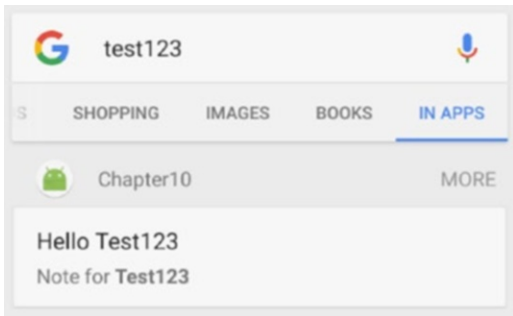 test123
S SHOPPING IMAGES BOOKS IN APPS
Chapter10 MORE
Hello Test123
Note for Test123